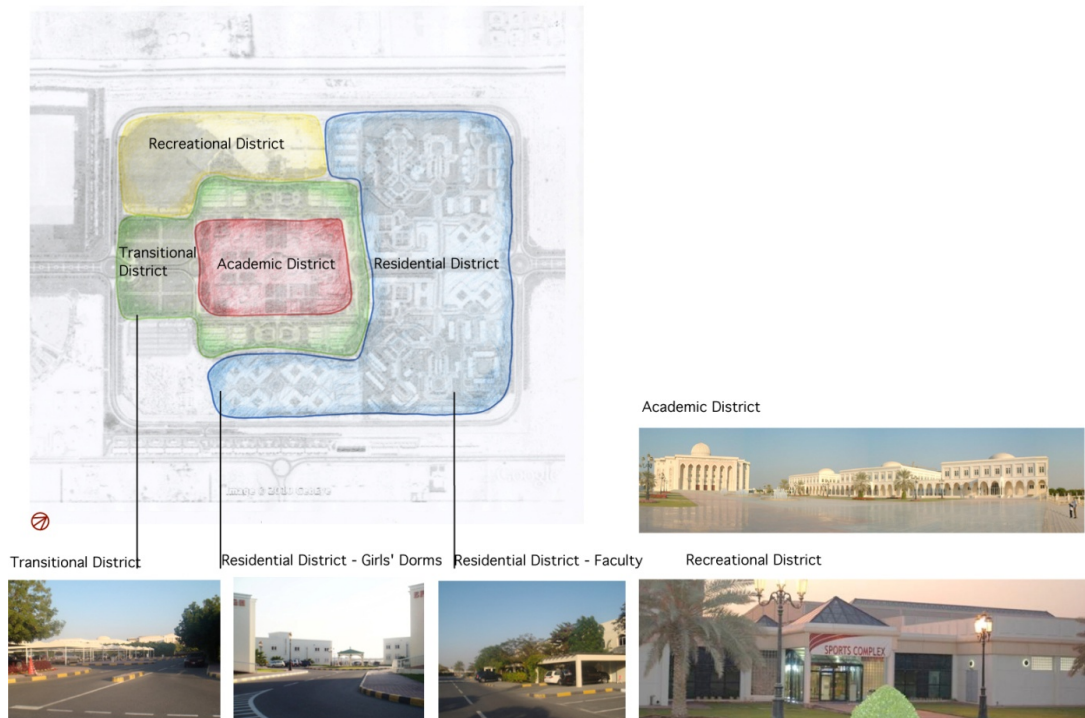 Recreational District
Transitional
District
Academic District
Residential District
Academic District
Transitional District
Residential District - Girls' Dorms
Residential District - Faculty
Recreational District
SPORTS COMPLEX